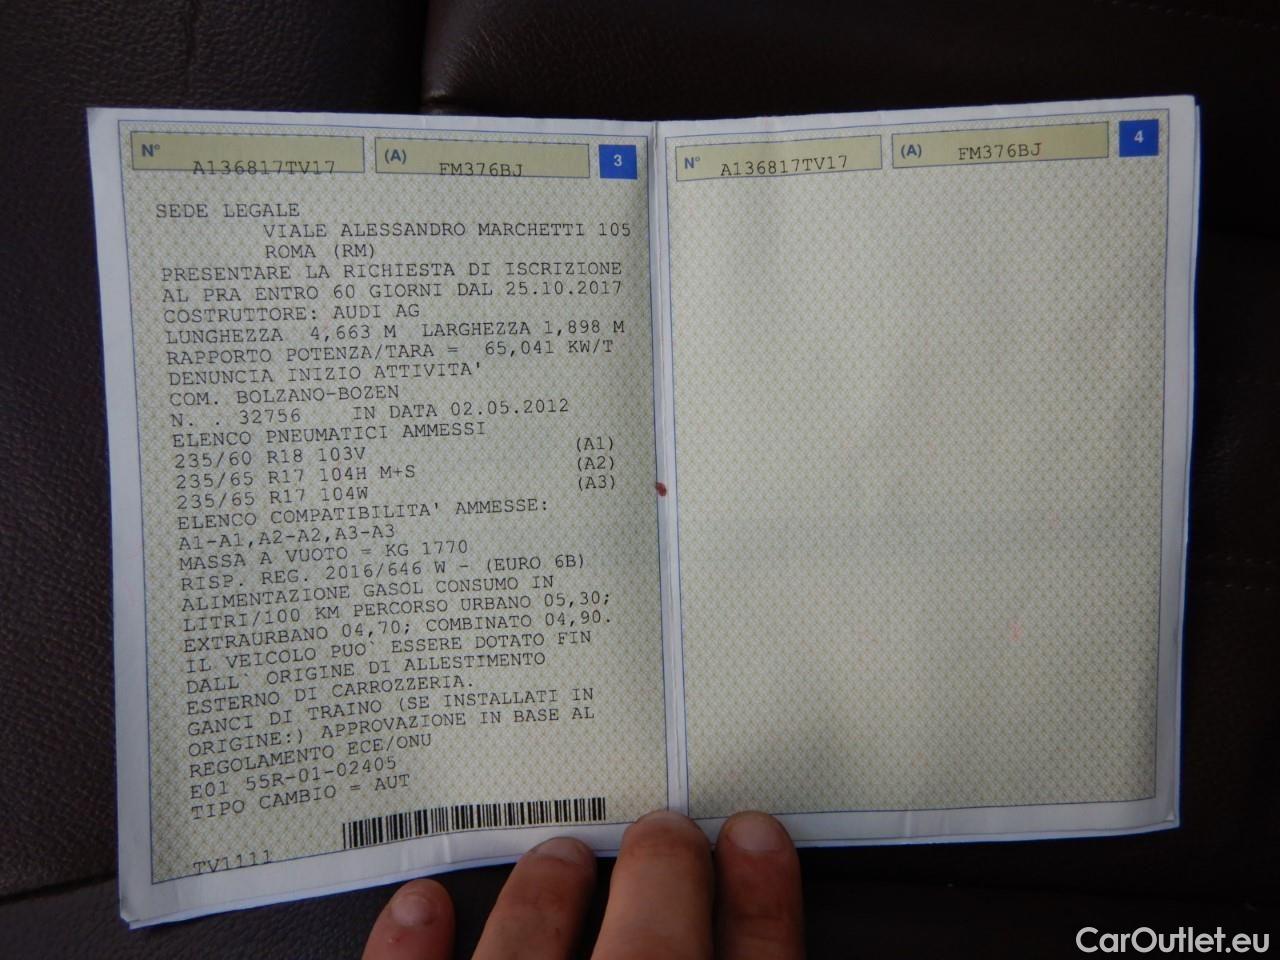 N° A136817TV17 (A) FM376BJ 3
SEDE LEGALE
VIALE ALESSANDRO MARCHETTI 105
ROMA (RM)
PRESENTARE LA RICHIESTA DI ISCRIZIONE
AL PRA ENTRO 60 GIORNI DAL 25.10.2017
COSTRUTTORE: AUDI AG
LUNGHEZZA 4,663 M LARGHEZZA 1,898 M
RAPPORTO POTENZA/TARA = 65,041 KW/T
DENUNCIA INIZIO ATTIVITA'
COM. BOLZANO-BOZEN
N. . 32756 IN DATA 02.05.2012
ELENCO PNEUMATICI AMMESSI
235/60 R18 103V (A1)
235/65 R17 104H M+S (A2)
235/65 R17 104W (A3)
ELENCO COMPATIBILITA' AMMESSE:
A1-A1,A2-A2,A3-A3
MASSA A VUOTO = KG 1770
RISP. REG. 2016/646 W - (EURO 6B)
ALIMENTAZIONE GASOL CONSUMO IN
LITRI/100 KM PERCORSO URBANO 05,30;
EXTRAURBANO 04,70; COMBINATO 04,90.
IL VEICOLO PUO` ESSERE DOTATO FIN
DALL` ORIGINE DI ALLESTIMENTO
ESTERNO DI CARROZZERIA.
GANCI DI TRAINO (SE INSTALLATI IN
ORIGINE:) APPROVAZIONE IN BASE AL
REGOLAMENTO ECE/ONU
E01 55R-01-02405
TIPO CAMBIO = AUT
TV1111
N° A136817TV17 (A) FM376BJ 4
CarOutlet.eu